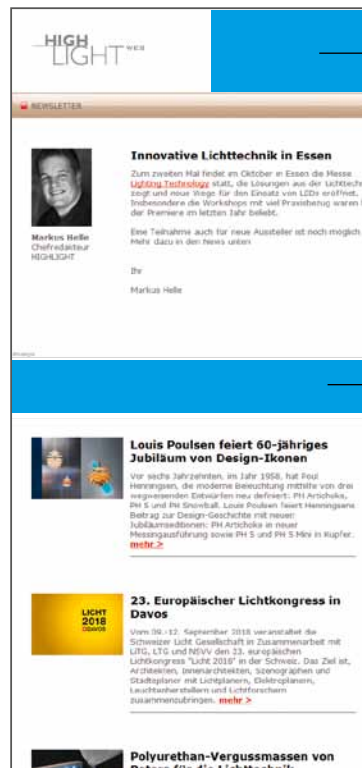 HIGH
LIGHT WEB
NEWSLETTER
Innovative Lichttechnik in Essen
Zum zweiten Mal findet im Oktober in Essen die Messe
Lighting Technology statt, die Lösungen aus der Lichttechn
zeigt und neue Wege für den Einsatz von LEDs eröffnet.
Insbesondere die Workshops mit viel Praxisbezug waren
der Premiere im letzten Jahr beliebt.
Eine Teilnahme auch für neue Aussteller ist noch möglich
Mehr dazu in den News unten
Ihr
Markus Helle
Markus Helle
Chefredakteur
HIGHLIGHT
Louis Poulsen feiert 60-jähriges
Jubiläum von Design-Ikonen
Vor sechs Jahrzehnten, im Jahr 1958, hat Poul
Henningsen, die moderne Beleuchtung mithilfe von drei
wegweisenden Entwürfen neu definiert: PH Artichoke,
PH 5 und PH Snowball. Louis Poulsen feiert Henningsens
Beitrag zur Design-Geschichte mit neuer
Jubiläumseditionen: PH Artichoke in neuer
Messingausführung sowie PH 5 und PH 5 Mini in Kupfer.
mehr >
LICHT
2018
DAVOS
23. Europäischer Lichtkongress in
Davos
Vom 09.-12. September 2018 veranstaltet die
Schweizer Licht Gesellschaft in Zusammenarbeit mit
LiTG, LTG und NSVV den 23. europäischen
Lichtkongress "Licht 2018" in der Schweiz. Das Ziel ist,
Architekten, Innenarchitekten, Szenographen und
Stadtplaner mit Lichtplanern, Elektroplanern,
Leuchtenherstellern und Lichtforschern
zusammenzubringen. mehr >
Polyurethan-Vergussmassen von